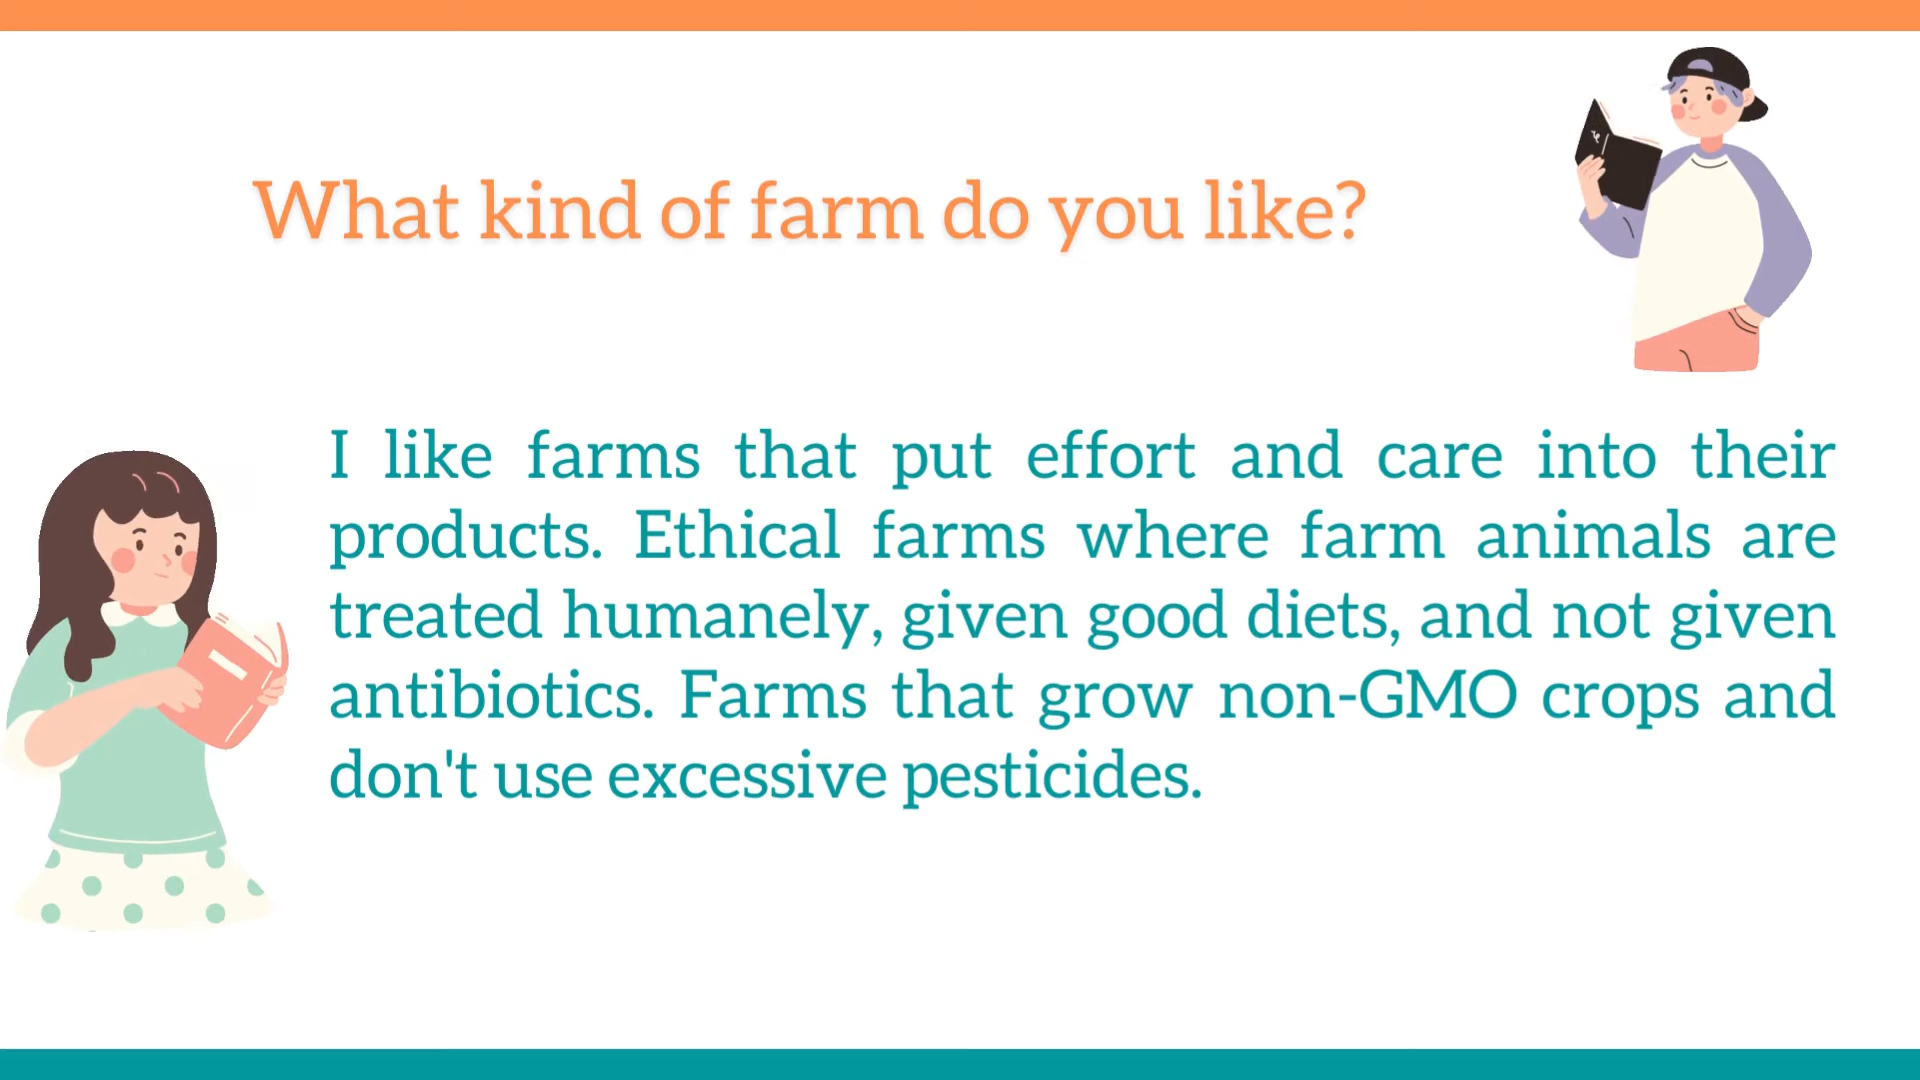 What kind of farm do you like?
I like farms that put effort and care into their
products. Ethical farms where farm animals are
treated humanely, given good diets, and not given
antibiotics. Farms that grow non-GMO crops and
don't use excessive pesticides.